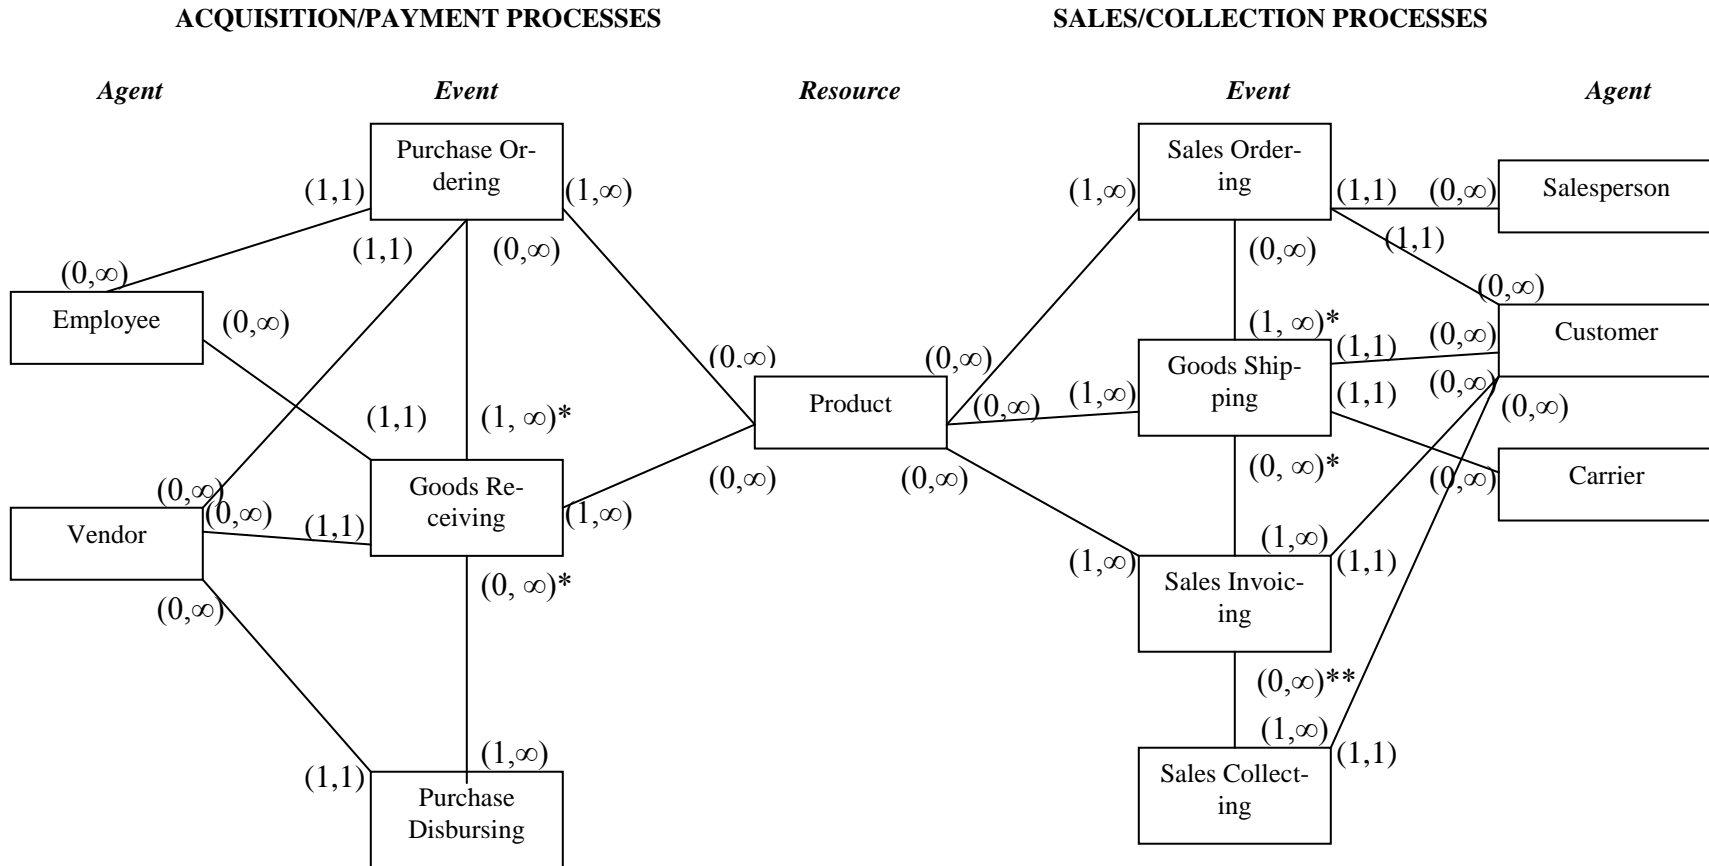 ACQUISITION/PAYMENT PROCESSES
SALES/COLLECTION PROCESSES
Agent
Event
Resource
Event
Agent
Purchase Or-
dering
Sales Order-
ing
(1,1)
(1,∞)
(1,∞)
(1,1)
(0,∞)
Salesperson
(1,1)
(0,∞)
(0,∞)
(1,1)
(0,∞)
(0,∞)
Employee
(0,∞)
(1, ∞)*
(0,∞)
Customer
(0,∞)
(0,∞)
Goods Ship-
ping
(1,1)
(0,∞)
Product
(0,∞)
(1,∞)
(1,1)
(0,∞)
(1,1)
(1, ∞)*
(0,∞)
(0,∞)
(0, ∞)*
(0,∞)
Carrier
(0,∞)
(0,∞)
Goods Re-
ceiving
Vendor
(1,1)
(1,∞)
(1,∞)
(1,∞)
(1,1)
(0,∞)
(0, ∞)*
Sales Invoic-
ing
(0,∞)**
(1,∞)
(1,1)
(1,1)
(1,∞)
Purchase
Disbursing
Sales Collect-
ing